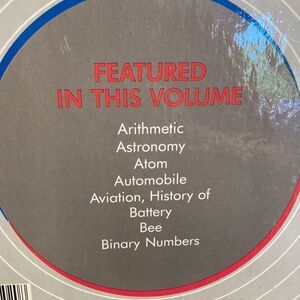 FEATURED
IN THIS VOLUME
Arithmetic
Astronomy
Atom
Automobile
Aviation, History of
Battery
Bee
Binary Numbers